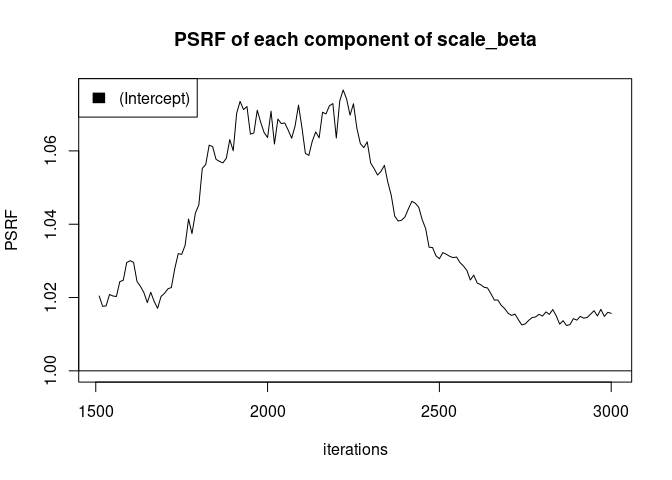 PSRF of each component of scale_beta
(Intercept)
PSRF
1.06
1.04
1.02
1.00
1500 2000 2500 3000
iterations